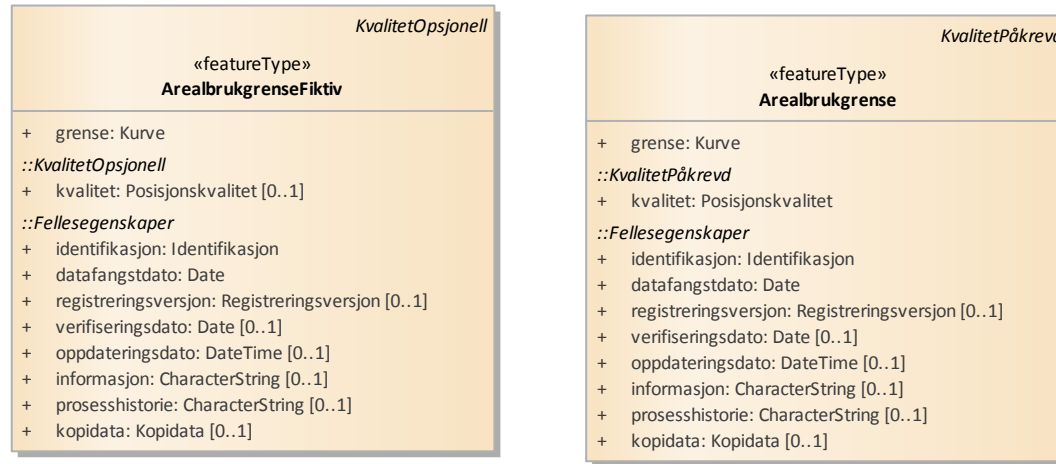 KvalitetOpsjonell
«featureType»
ArealbrukgrenseFiktiv
+ grense: Kurve
::KvalitetOpsjonell
+ kvalitet: Posisjonskvalitet [0..1]
::Fellesegenskaper
+ identifikasjon: Identifikasjon
+ datafangstdato: Date
+ registreringsversjon: Registreringsversjon [0..1]
+ verifiseringsdato: Date [0..1]
+ oppdateringsdato: DateTime [0..1]
+ informasjon: CharacterString [0..1]
+ prosesshistorie: CharacterString [0..1]
+ kopidata: Kopidata [0..1]
KvalitetPåkrevd
«featureType»
Arealbrukgrense
+ grense: Kurve
::KvalitetPåkrevd
+ kvalitet: Posisjonskvalitet
::Fellesegenskaper
+ identifikasjon: Identifikasjon
+ datafangstdato: Date
+ registreringsversjon: Registreringsversjon [0..1]
+ verifiseringsdato: Date [0..1]
+ oppdateringsdato: DateTime [0..1]
+ informasjon: CharacterString [0..1]
+ prosesshistorie: CharacterString [0..1]
+ kopidata: Kopidata [0..1]